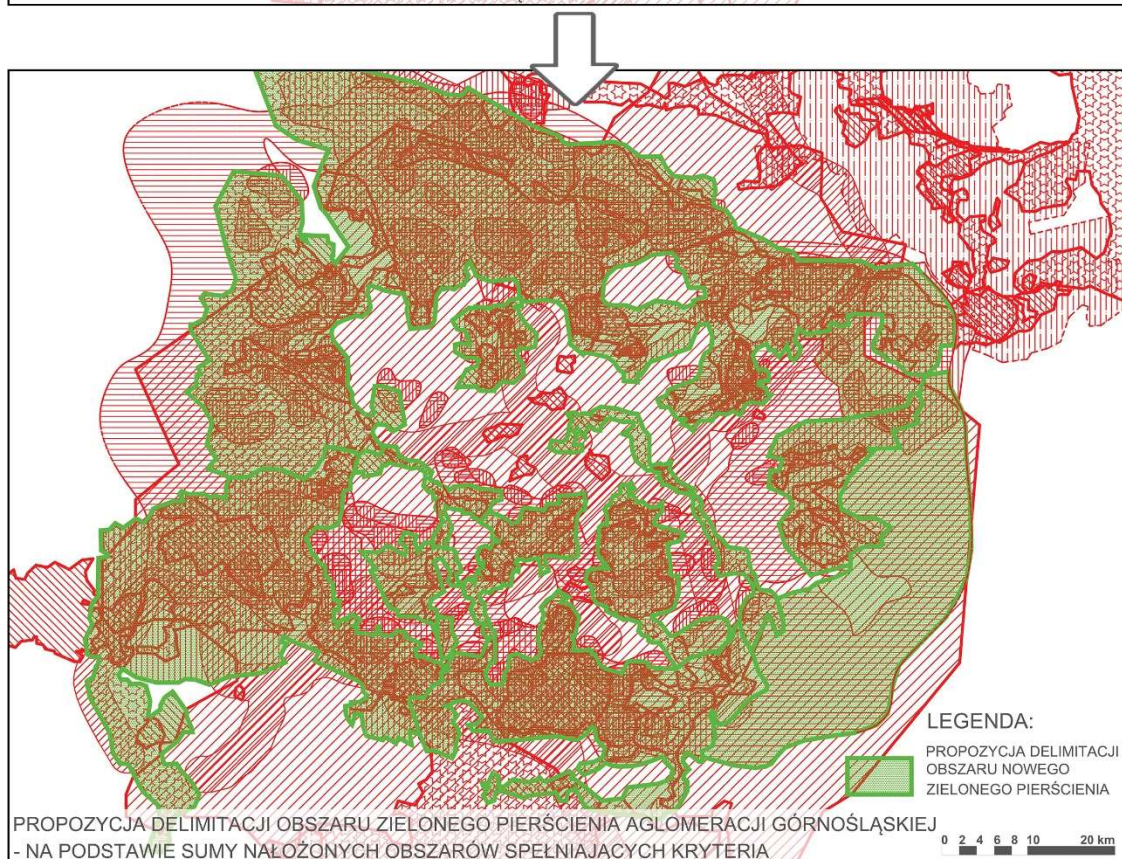 LEGENDA:
PROPOZYCJA DELIMITACJI
OBSZARU NOWEGO
ZIELONEGO PIERŚCIENIA
PROPOZYCJA DELIMITACJI OBSZARU ZIELONEGO PIERŚCIENIA AGLOMERACJI GÓRNOŚLĄSKIEJ
- NA PODSTAWIE SUMY NAŁOŻONYCH OBSZARÓW SPEŁNIAJĄCYCH KRYTERIA
0 2 4 6 8 10 20 km